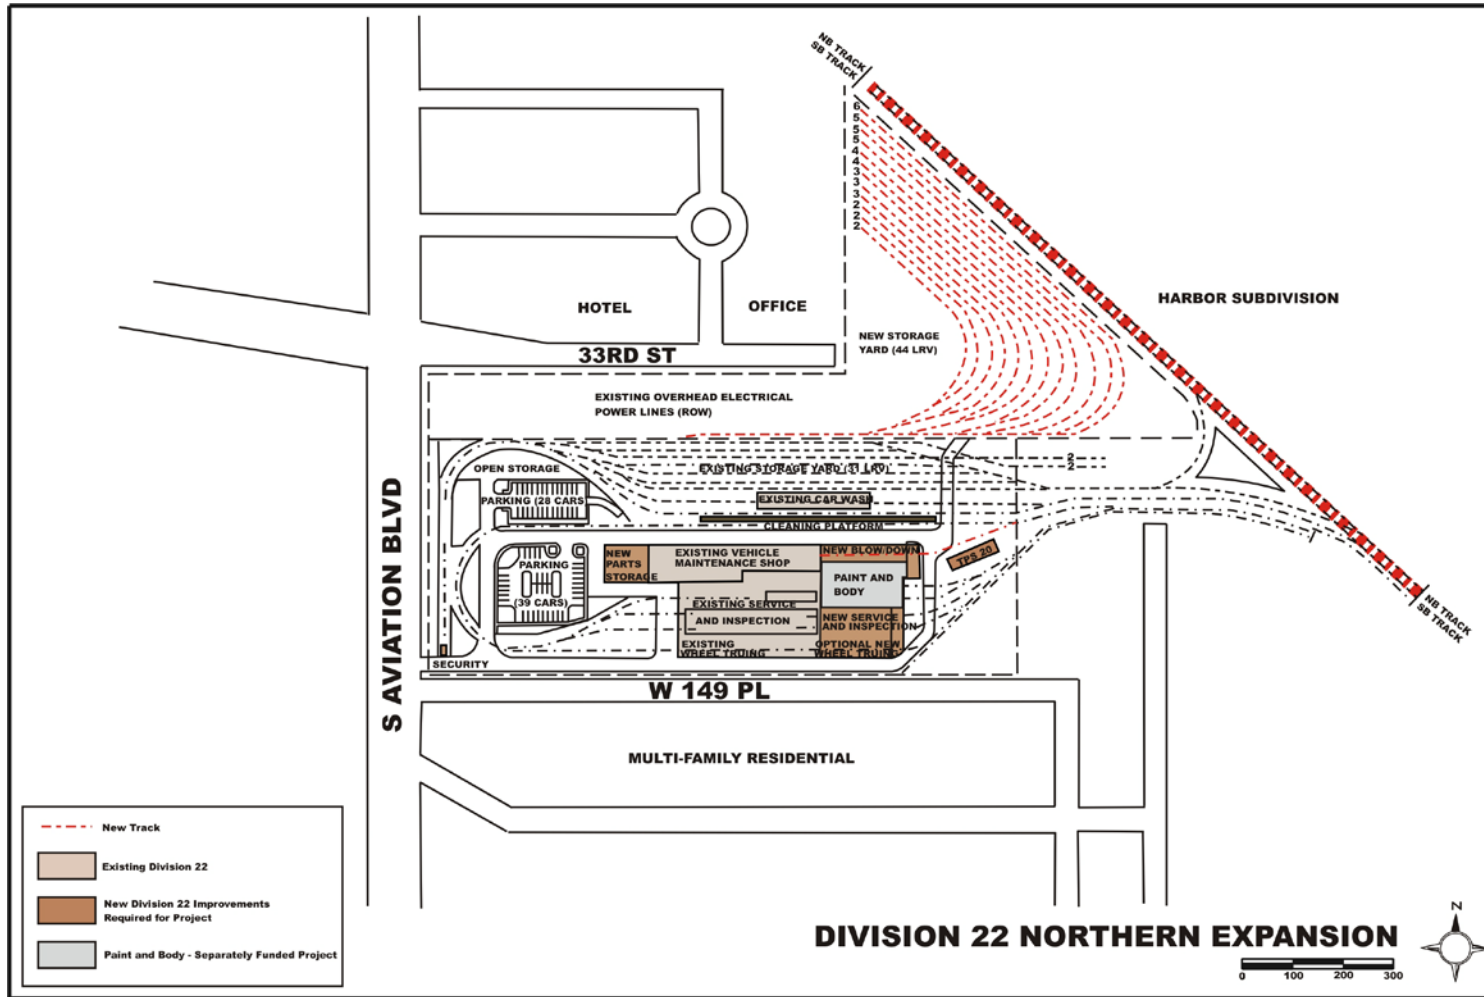 NB TRACK
SB TRACK
6
5
5
5
4
4
3
3
3
2
2
2
HARBOR SUBDIVISION
HOTEL
OFFICE
NEW STORAGE
YARD (44 LRV)
33RD ST
EXISTING OVERHEAD ELECTRICAL
POWER LINES (ROW)
OPEN STORAGE
EXISTING STORAGE YARD (31 LRV)
2
2
PARKING (28 CARS
EXISTING CAR WASH
CLEANING PLATFORM
S AVIATION BLVD
PARKING
(39 CARS)
NEW
PARTS
STORAGE
EXISTING VEHICLE
MAINTENANCE SHOP
NEW BLOW/DOWN
TPS 20
PAINT AND
BODY
EXISTING SERVICE
AND INSPECTION
NEW SERVICE
AND INSPECTION
EXISTING
WHEEL TRUING
OPTIONAL NEW
WHEEL TRUING
SECURITY
NB TRACK
SB TRACK
W 149 PL
MULTI-FAMILY RESIDENTIAL
New Track
Existing Division 22
New Division 22 Improvements
Required for Project
Paint and Body - Separately Funded Project
DIVISION 22 NORTHERN EXPANSION
N
0 100 200 300